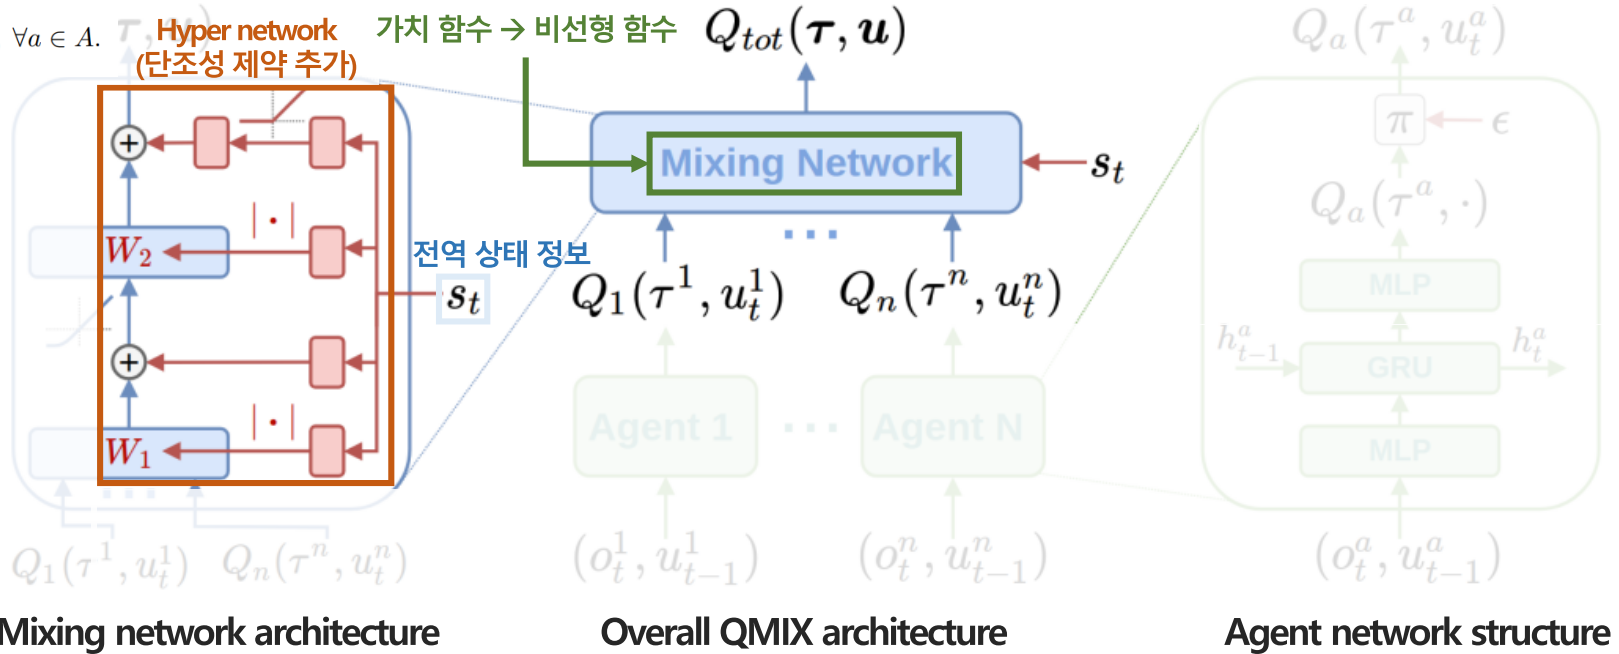 ∀a ∈ A.
Hyper network
(단조성 제약 추가)
가치 함수 → 비선형 함수
Q_tot(τ, u)
Q_a(τ^a, u_t^a)
π
ϵ
Mixing Network
s_t
Q_a(τ^a, ·)
| · |
W_2
전역 상태 정보
s_t
...
Q_1(τ^1, u_t^1)
Q_n(τ^n, u_t^n)
MLP
h_{t-1}^a
GRU
h_t^a
| · |
W_1
Agent 1
...
Agent N
MLP
...
Q_1(τ^1, u_t^1)
Q_n(τ^n, u_t^n)
(o_t^1, u_{t-1}^1)
(o_t^n, u_{t-1}^n)
(o_t^a, u_{t-1}^a)
Mixing network architecture
Overall QMIX architecture
Agent network structure